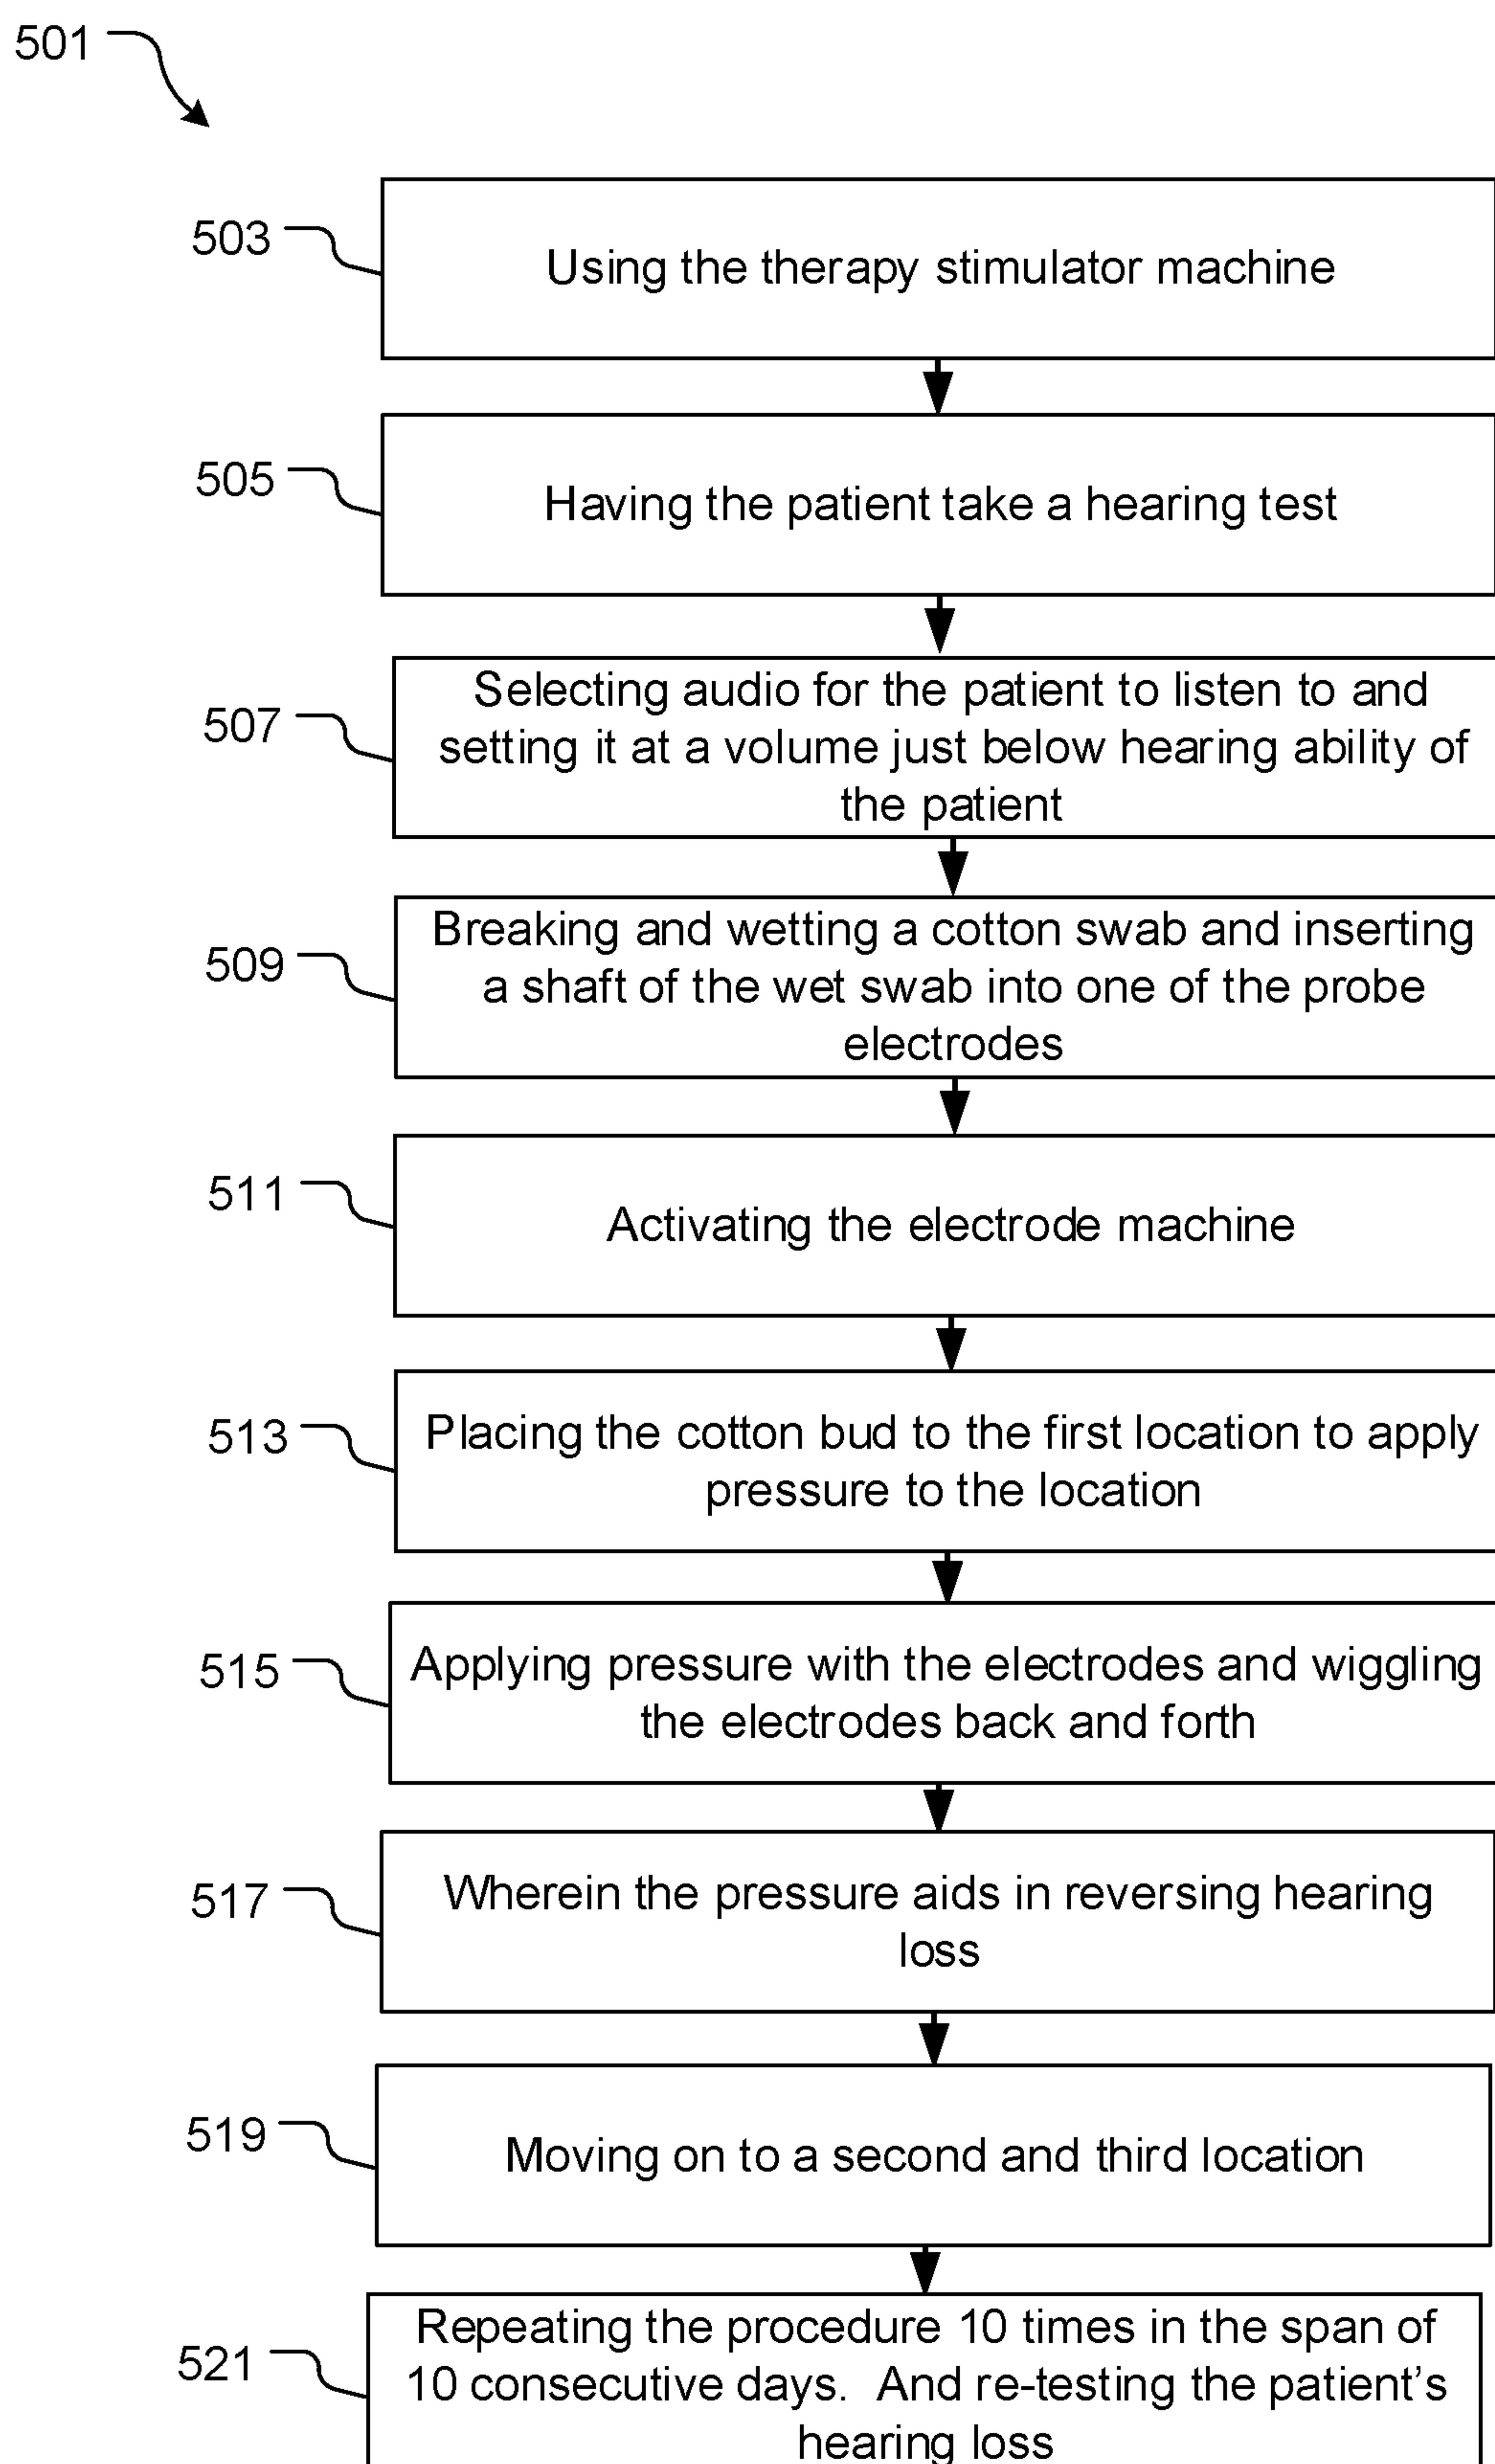 501
503
Using the therapy stimulator machine
505
Having the patient take a hearing test
507
Selecting audio for the patient to listen to and
setting it at a volume just below hearing ability of
the patient
509
Breaking and wetting a cotton swab and inserting
a shaft of the wet swab into one of the probe
electrodes
511
Activating the electrode machine
513
Placing the cotton bud to the first location to apply
pressure to the location
515
Applying pressure with the electrodes and wiggling
the electrodes back and forth
517
Wherein the pressure aids in reversing hearing
loss
519
Moving on to a second and third location
521
Repeating the procedure 10 times in the span of
10 consecutive days.  And re-testing the patient’s
hearing loss